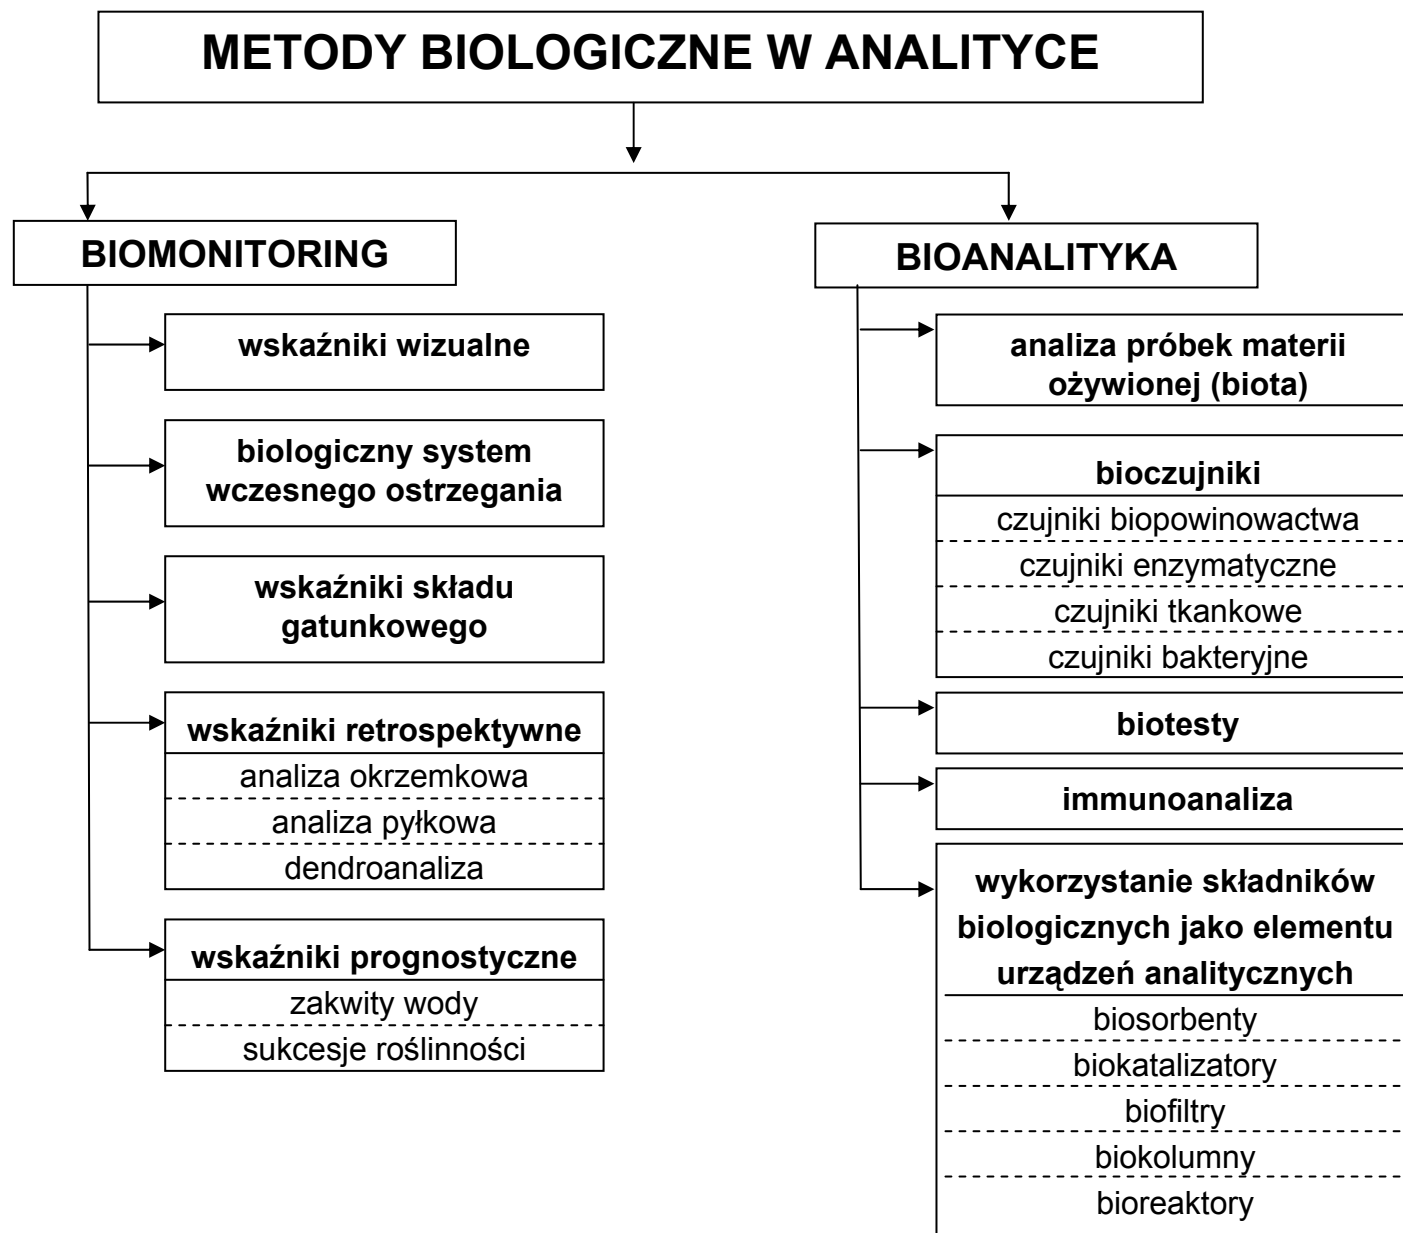 METODY BIOLOGICZNE W ANALITYCE
BIOMONITORING
wskaźniki wizualne
biologiczny system
wczesnego ostrzegania
wskaźniki składu
gatunkowego
wskaźniki retrospektywne
analiza okrzemkowa
analiza pyłkowa
dendroanaliza
wskaźniki prognostyczne
zakwity wody
sukcesje roślinności
BIOANALITYKA
analiza próbek materii
ożywionej (biota)
bioczujniki
czujniki biopowinowactwa
czujniki enzymatyczne
czujniki tkankowe
czujniki bakteryjne
biotesty
immunoanaliza
wykorzystanie składników
biologicznych jako elementu
urządzeń analitycznych
biosorbenty
biokatalizatory
biofiltry
biokolumny
bioreaktory